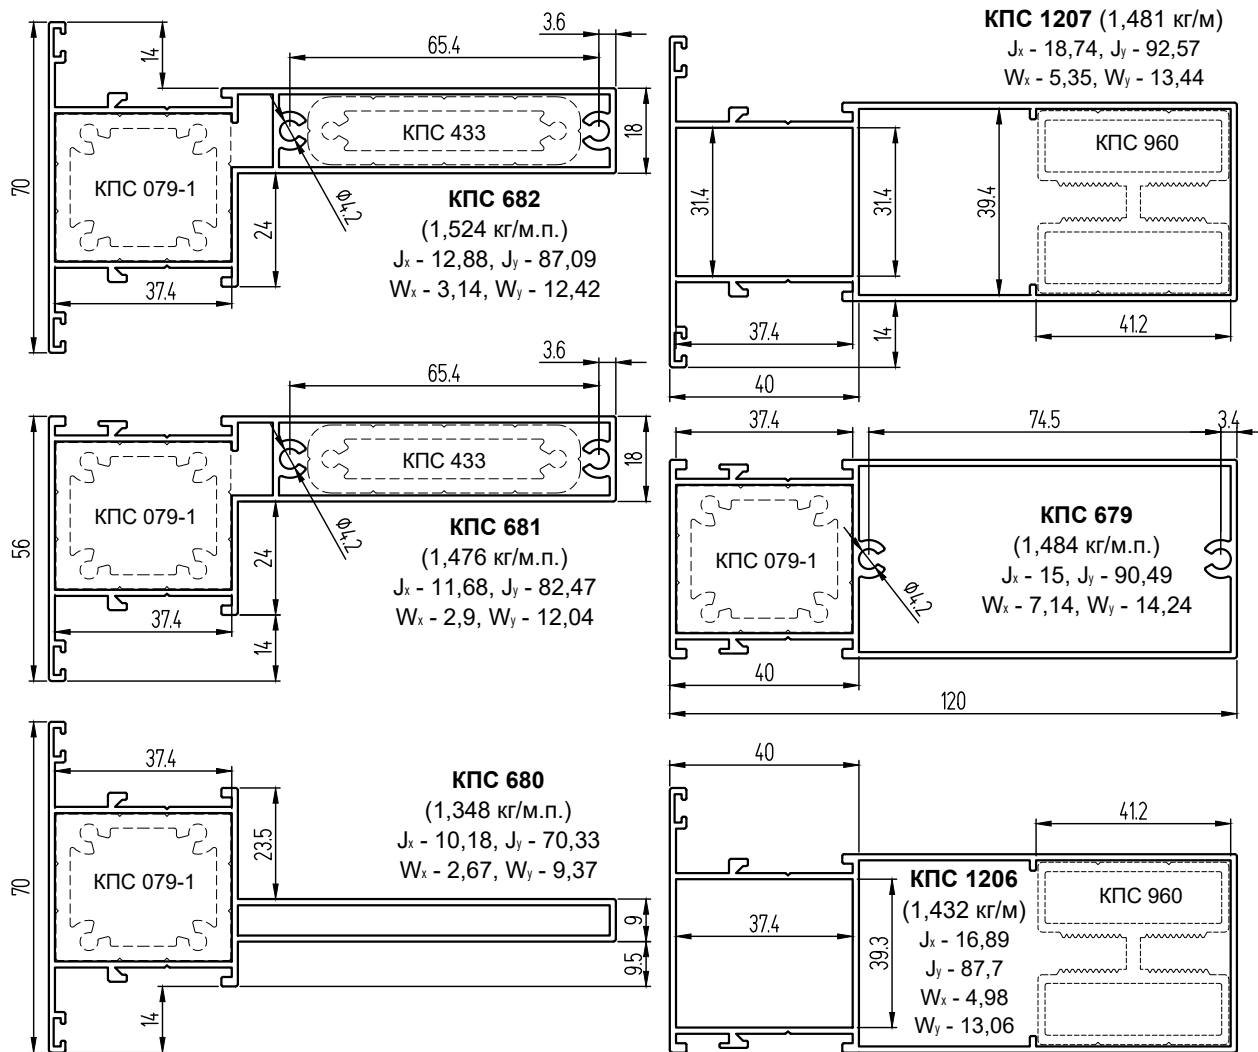 70
14
3.6
65.4
КПС 433
18
КПС 079-1
24
37.4
Ø4.2
КПС 682
(1,524 кг/м.п.)
Jx - 12,88, Jy - 87,09
Wx - 3,14, Wy - 12,42
КПС 1207 (1,481 кг/м)
Jx - 18,74, Jy - 92,57
Wx - 5,35, Wy - 13,44
КПС 960
31.4
31.4
39.4
37.4
40
14
41.2
3.6
65.4
КПС 433
18
56
КПС 079-1
24
37.4
14
Ø4.2
КПС 681
(1,476 кг/м.п.)
Jx - 11,68, Jy - 82,47
Wx - 2,9, Wy - 12,04
37.4
74.5
3.4
КПС 079-1
Ø4.2
КПС 679
(1,484 кг/м.п.)
Jx - 15, Jy - 90,49
Wx - 7,14, Wy - 14,24
40
120
70
37.4
КПС 079-1
23.5
14
КПС 680
(1,348 кг/м.п.)
Jx - 10,18, Jy - 70,33
Wx - 2,67, Wy - 9,37
9
9.5
40
41.2
37.4
39.3
КПС 1206
(1,432 кг/м)
Jx - 16,89
Jy - 87,7
Wx - 4,98
Wy - 13,06
КПС 960